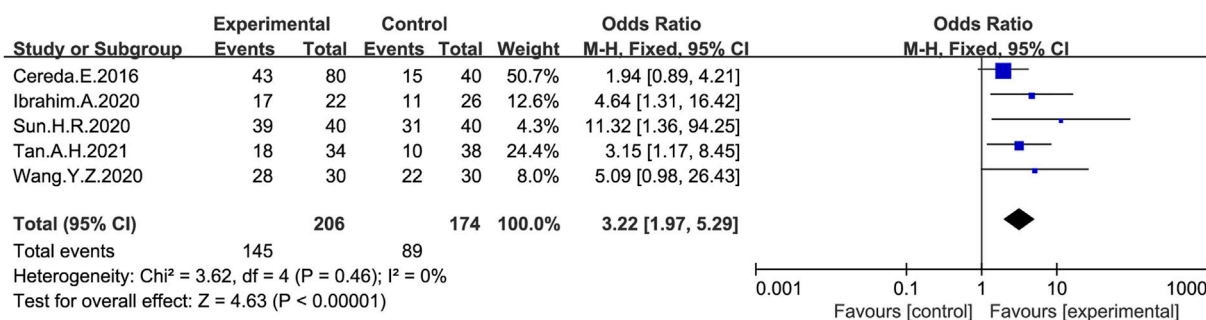 Experimental Control Odds Ratio Odds Ratio
Study or Subgroup Events Total Events Total Weight M-H, Fixed, 95% CI M-H, Fixed, 95% CI
Cereda.E.2016 43 80 15 40 50.7% 1.94 [0.89, 4.21]
Ibrahim.A.2020 17 22 11 26 12.6% 4.64 [1.31, 16.42]
Sun.H.R.2020 39 40 31 40 4.3% 11.32 [1.36, 94.25]
Tan.A.H.2021 18 34 10 38 24.4% 3.15 [1.17, 8.45]
Wang.Y.Z.2020 28 30 22 30 8.0% 5.09 [0.98, 26.43]
Total (95% CI) 206 174 100.0% 3.22 [1.97, 5.29]
Total events 145 89
Heterogeneity: Chi² = 3.62, df = 4 (P = 0.46); I² = 0%
Test for overall effect: Z = 4.63 (P < 0.00001)
0.001 0.1 1 10 1000
Favours [control] Favours [experimental]